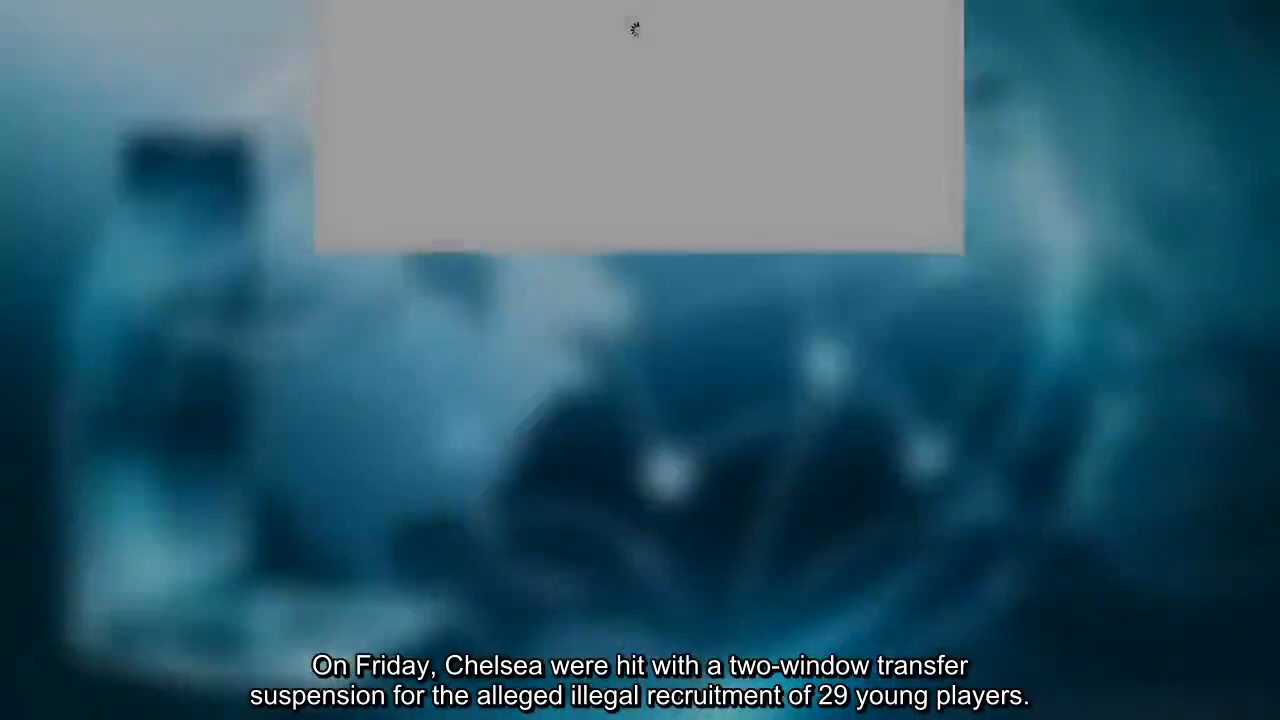 On Friday, Chelsea were hit with a two-window transfer
suspension for the alleged illegal recruitment of 29 young players.